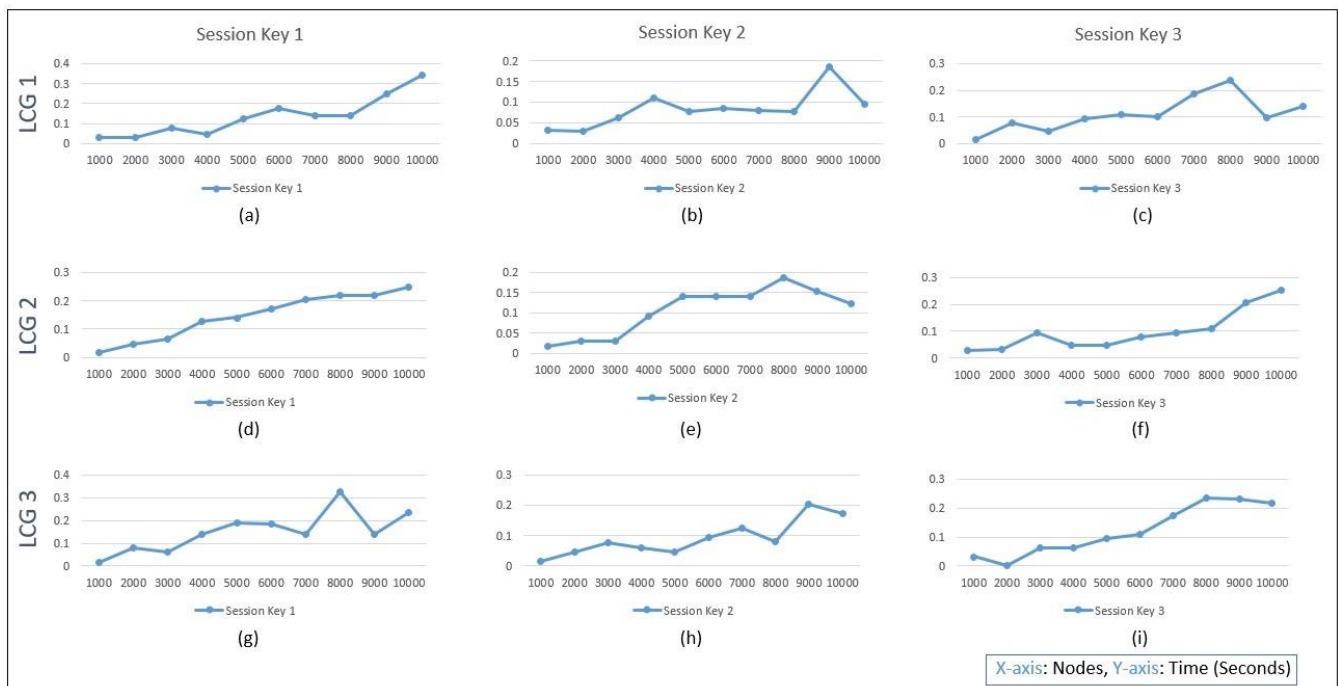 Session Key 1
Session Key 2
Session Key 3
LCG 1
0.4
0.3
0.2
0.1
0
1000 2000 3000 4000 5000 6000 7000 8000 9000 10000
Session Key 1
(a)
0.2
0.15
0.1
0.05
0
1000 2000 3000 4000 5000 6000 7000 8000 9000 10000
Session Key 2
(b)
0.3
0.2
0.1
0
1000 2000 3000 4000 5000 6000 7000 8000 9000 10000
Session Key 3
(c)
LCG 2
0.3
0.2
0.1
0
1000 2000 3000 4000 5000 6000 7000 8000 9000 10000
Session Key 1
(d)
0.2
0.15
0.1
0.05
0
1000 2000 3000 4000 5000 6000 7000 8000 9000 10000
Session Key 2
(e)
0.3
0.2
0.1
0
1000 2000 3000 4000 5000 6000 7000 8000 9000 10000
Session Key 3
(f)
LCG 3
0.4
0.3
0.2
0.1
0
1000 2000 3000 4000 5000 6000 7000 8000 9000 10000
Session Key 1
(g)
0.3
0.2
0.1
0
1000 2000 3000 4000 5000 6000 7000 8000 9000 10000
Session Key 2
(h)
0.3
0.2
0.1
0
1000 2000 3000 4000 5000 6000 7000 8000 9000 10000
Session Key 3
(i)
X-axis: Nodes, Y-axis: Time (Seconds)